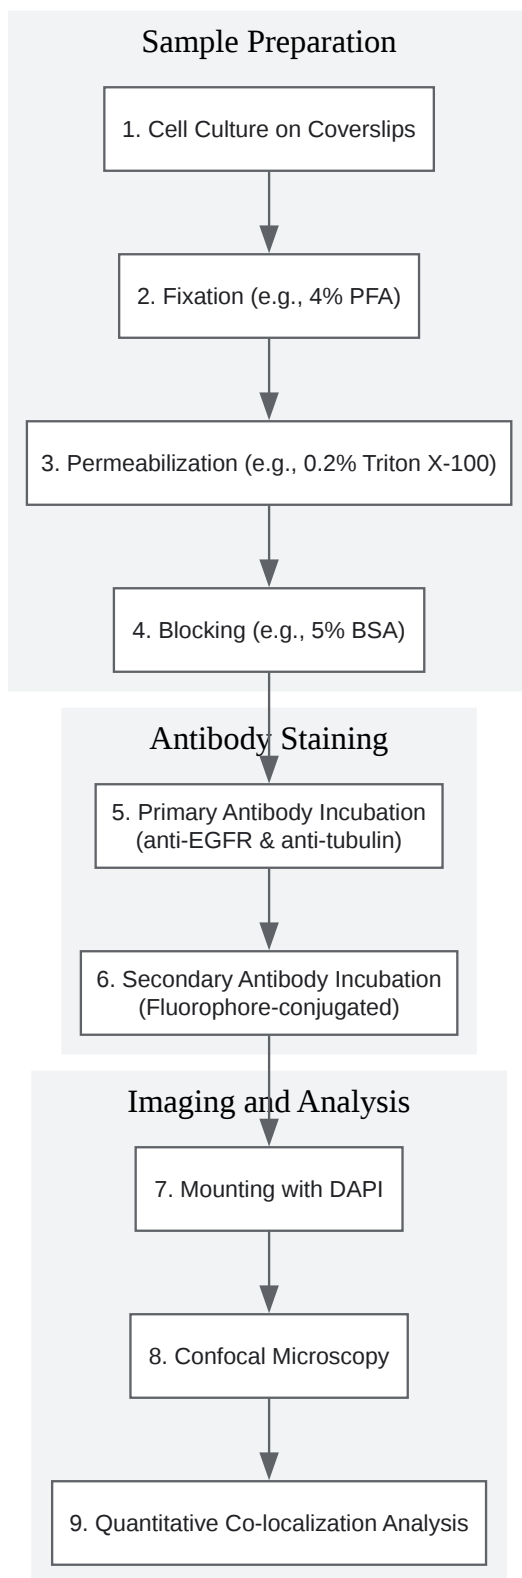 Sample Preparation
1. Cell Culture on Coverslips
2. Fixation (e.g., 4% PFA)
3. Permeabilization (e.g., 0.2% Triton X-100)
4. Blocking (e.g., 5% BSA)
Antibody Staining
5. Primary Antibody Incubation
(anti-EGFR & anti-tubulin)
6. Secondary Antibody Incubation
(Fluorophore-conjugated)
Imaging and Analysis
7. Mounting with DAPI
8. Confocal Microscopy
9. Quantitative Co-localization Analysis